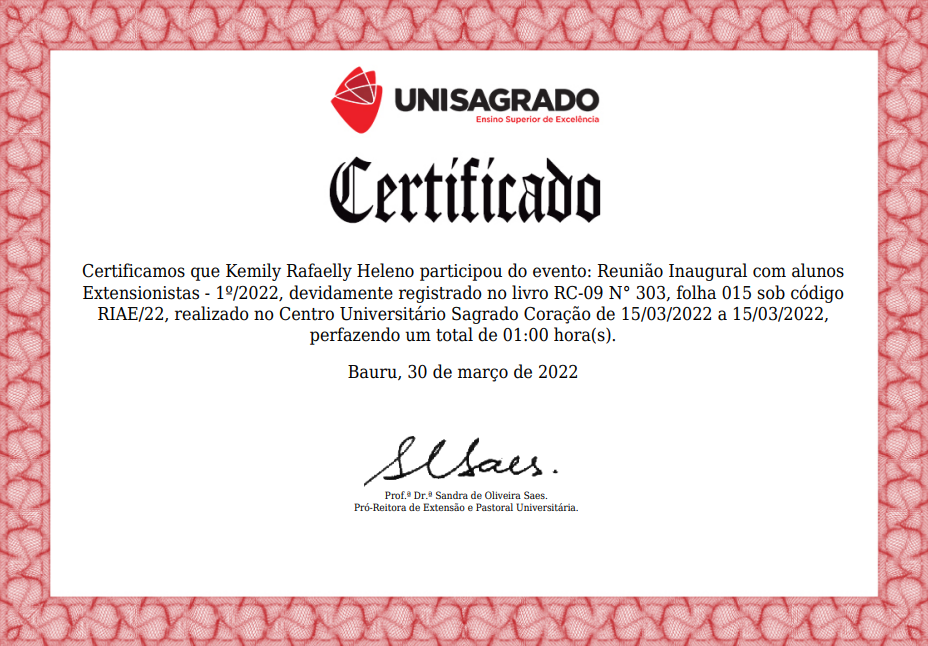 UNISAGRADO
Ensino Superior de Excelência
Certificado
Certificamos que Kemily Rafaelly Heleno participou do evento: Reunião Inaugural com alunos
Extensionistas - 1º/2022, devidamente registrado no livro RC-09 N° 303, folha 015 sob código
RIAE/22, realizado no Centro Universitário Sagrado Coração de 15/03/2022 a 15/03/2022,
perfazendo um total de 01:00 hora(s).
Bauru, 30 de março de 2022
SlSaes.
Prof.ª Dr.ª Sandra de Oliveira Saes.
Pró-Reitora de Extensão e Pastoral Universitária.